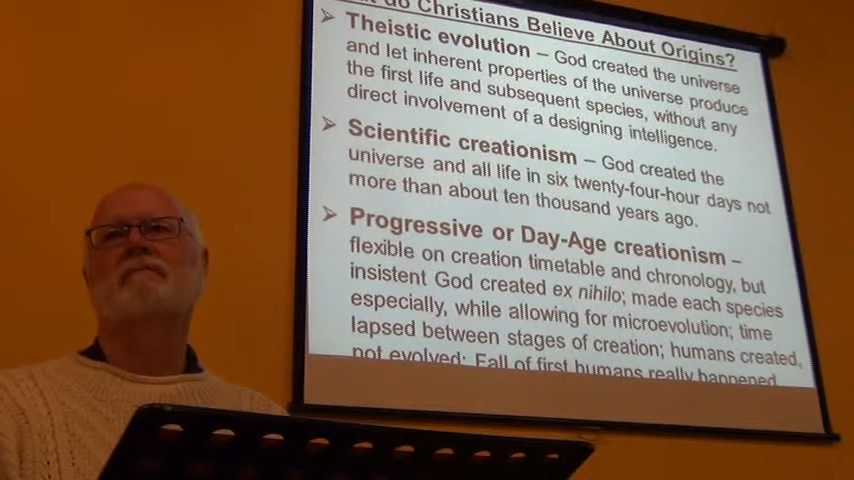 do Christians Believe About Origins?
➢ Theistic evolution – God created the universe
and let inherent properties of the universe produce
the first life and subsequent species, without any
direct involvement of a designing intelligence.
➢ Scientific creationism – God created the
universe and all life in six twenty-four-hour days not
more than about ten thousand years ago.
➢ Progressive or Day-Age creationism –
flexible on creation timetable and chronology, but
insistent God created ex nihilo; made each species
especially, while allowing for microevolution; time
lapsed between stages of creation; humans created,
not evolved; Fall of first humans really happened